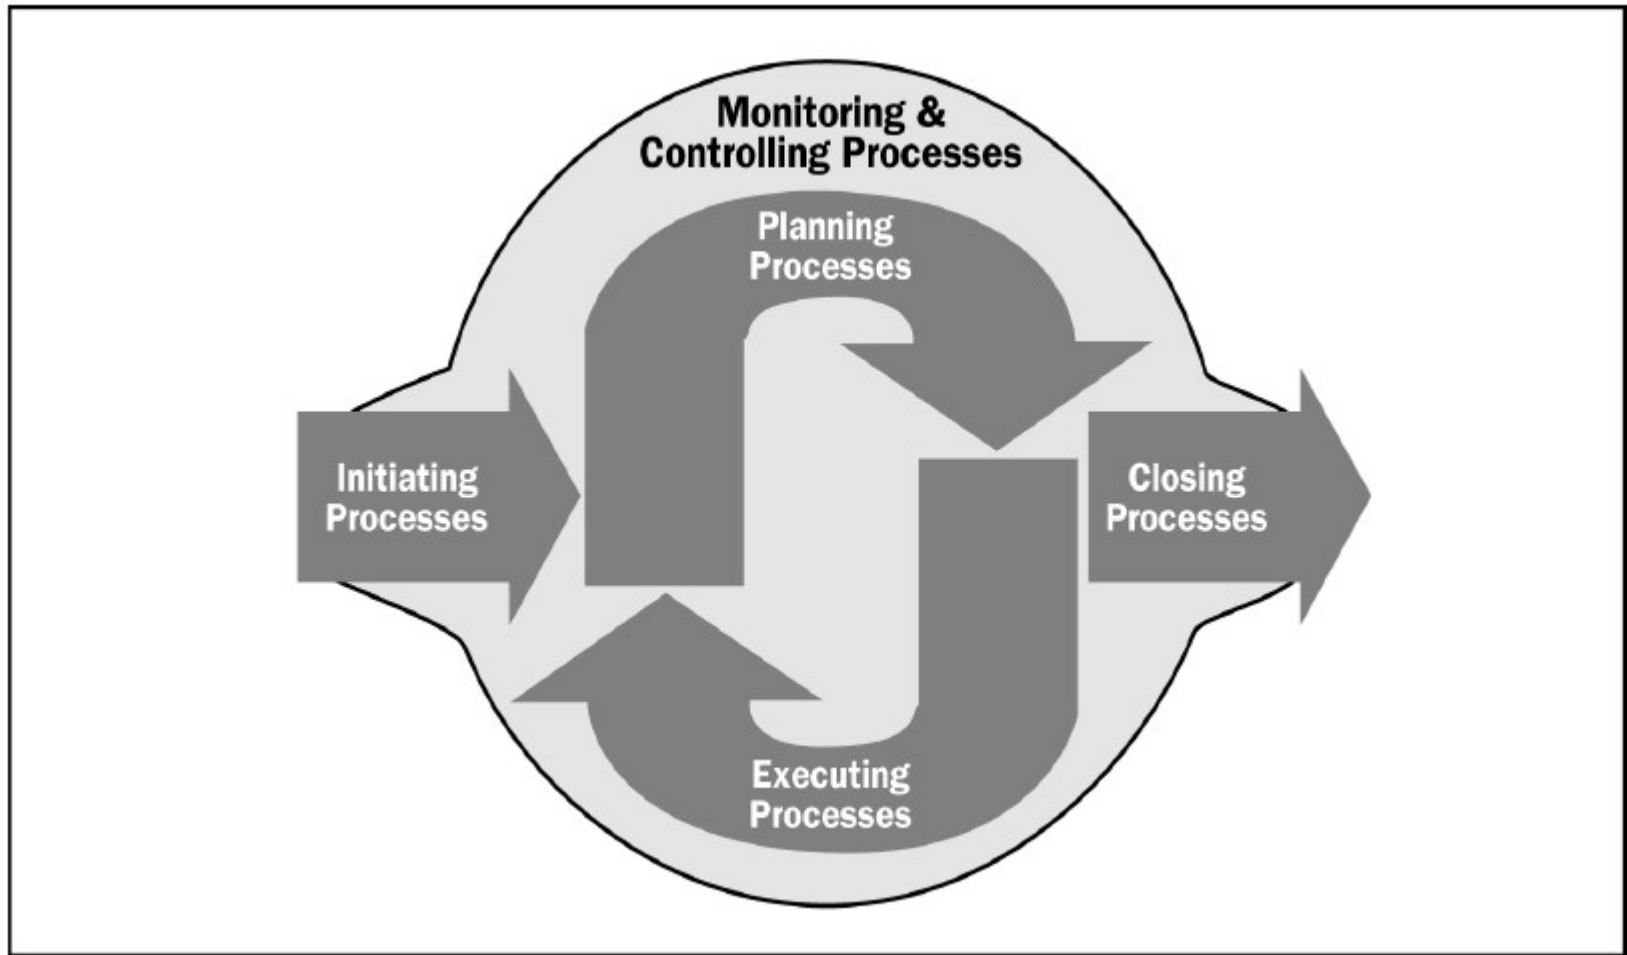 Monitoring &
Controlling Processes
Planning
Processes
Initiating
Processes
Closing
Processes
Executing
Processes